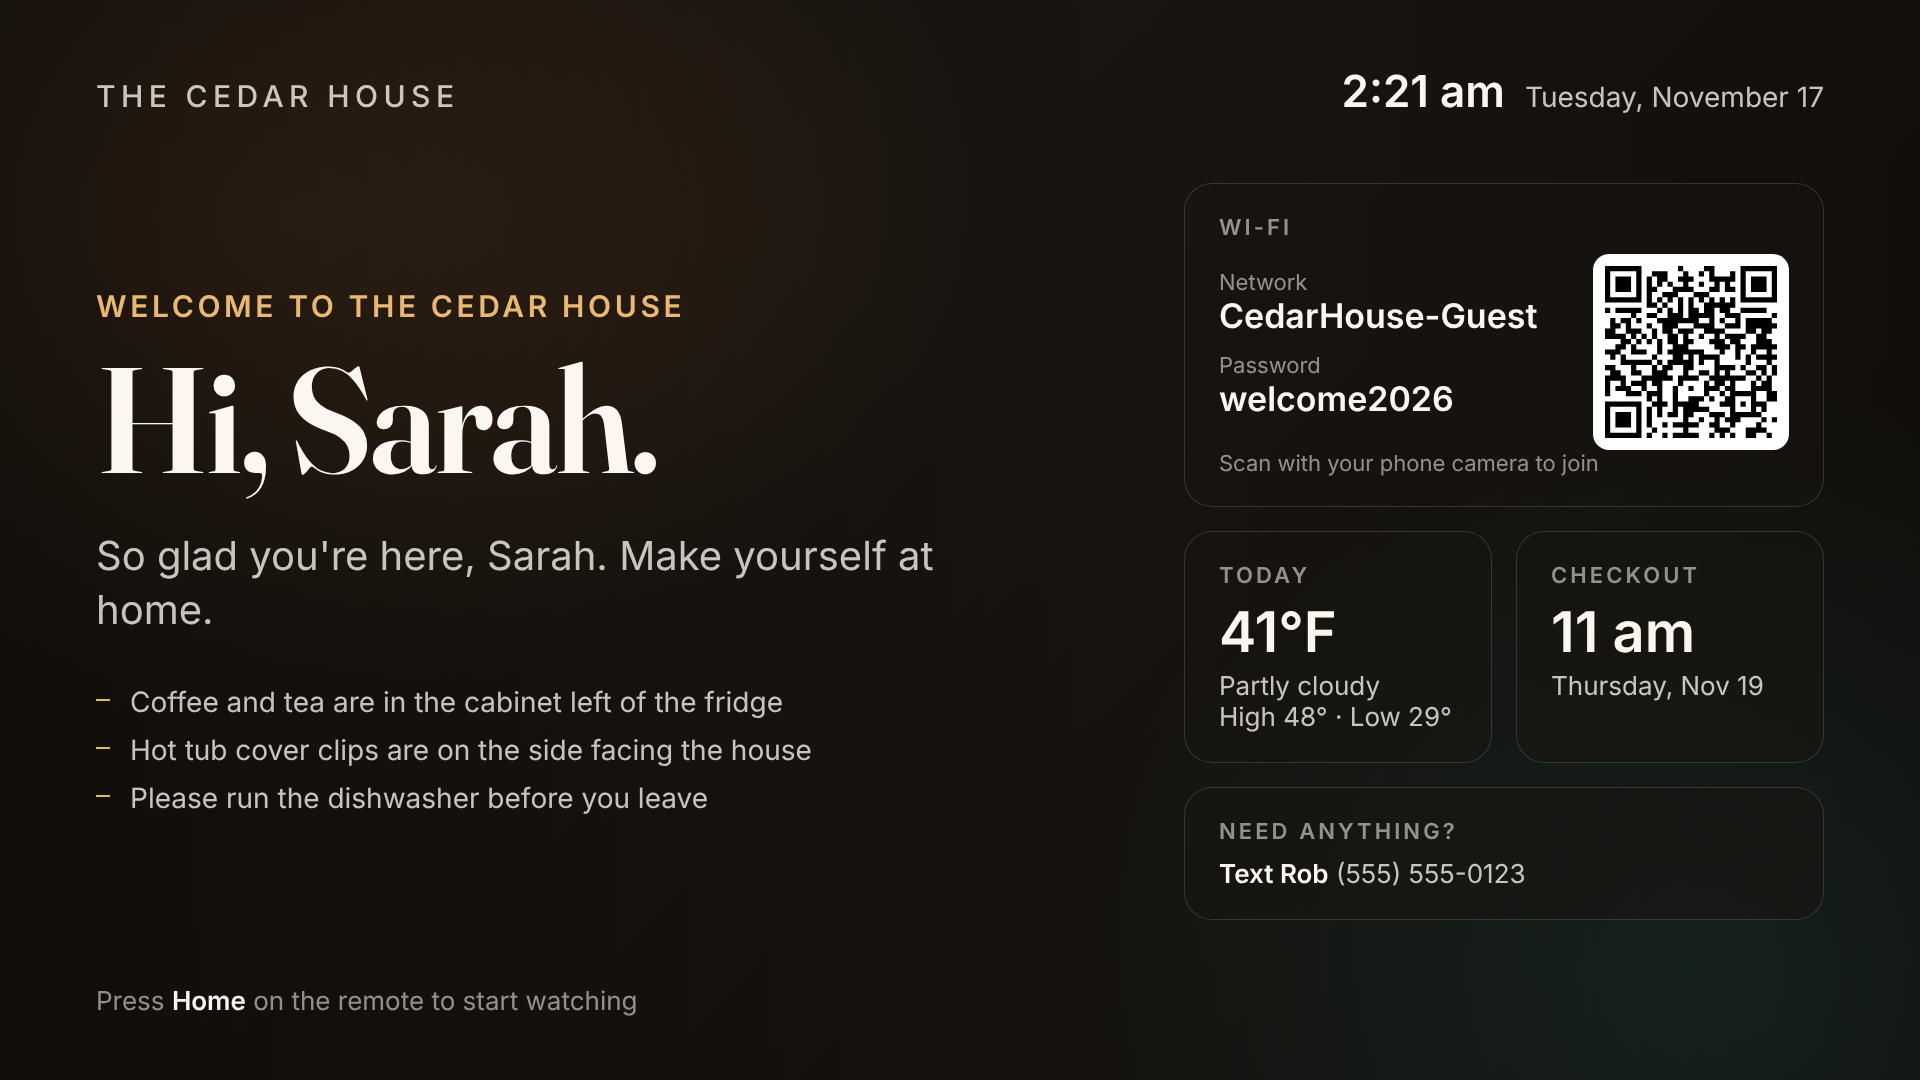 THE CEDAR HOUSE
2:21 am Tuesday, November 17
WELCOME TO THE CEDAR HOUSE
Hi, Sarah.
So glad you're here, Sarah. Make yourself at
home.
– Coffee and tea are in the cabinet left of the fridge
– Hot tub cover clips are on the side facing the house
– Please run the dishwasher before you leave
Press Home on the remote to start watching
WI-FI
Network
CedarHouse-Guest
Password
welcome2026
Scan with your phone camera to join
TODAY
41°F
Partly cloudy
High 48° · Low 29°
CHECKOUT
11 am
Thursday, Nov 19
NEED ANYTHING?
Text Rob (555) 555-0123